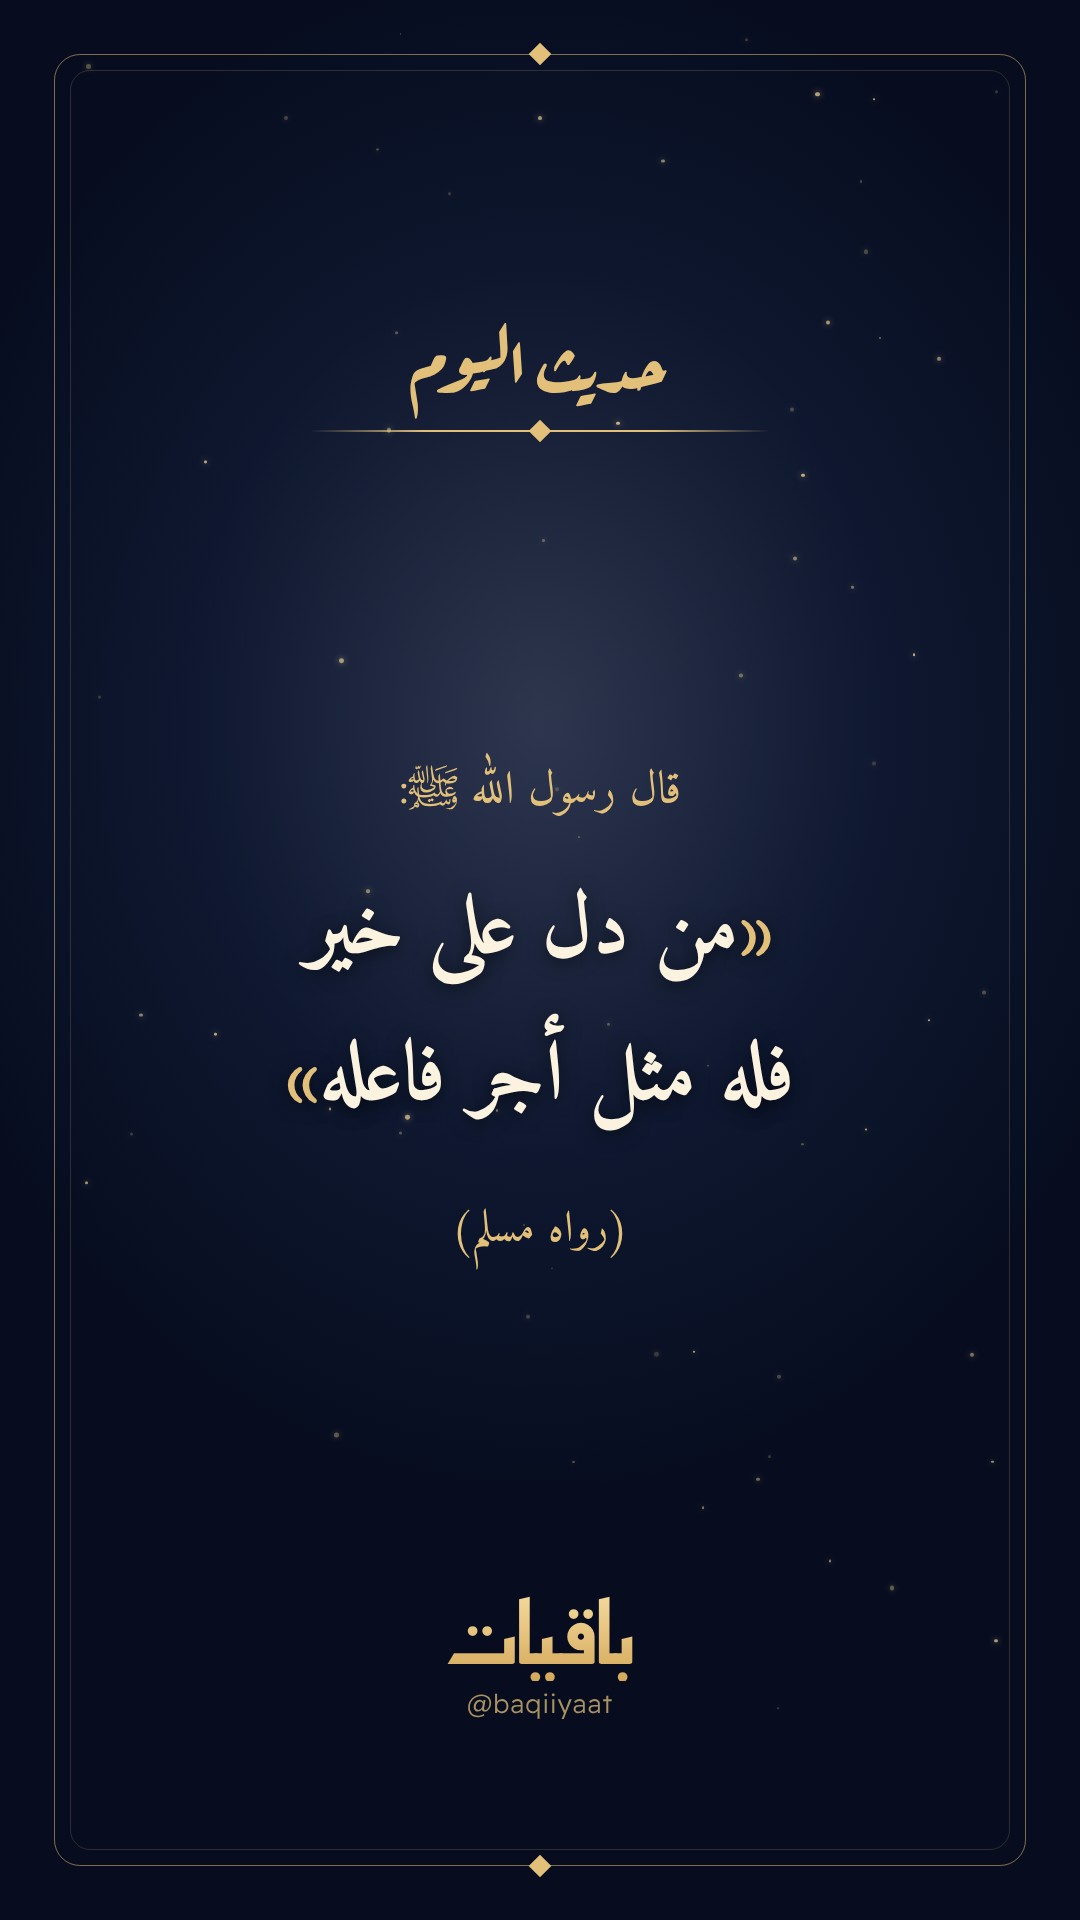 حديث اليوم
قال رسول الله ﷺ:
«من دل على خير
فله مثل أجر فاعله»
(رواه مسلم)
باقيات
@baqiiyaat